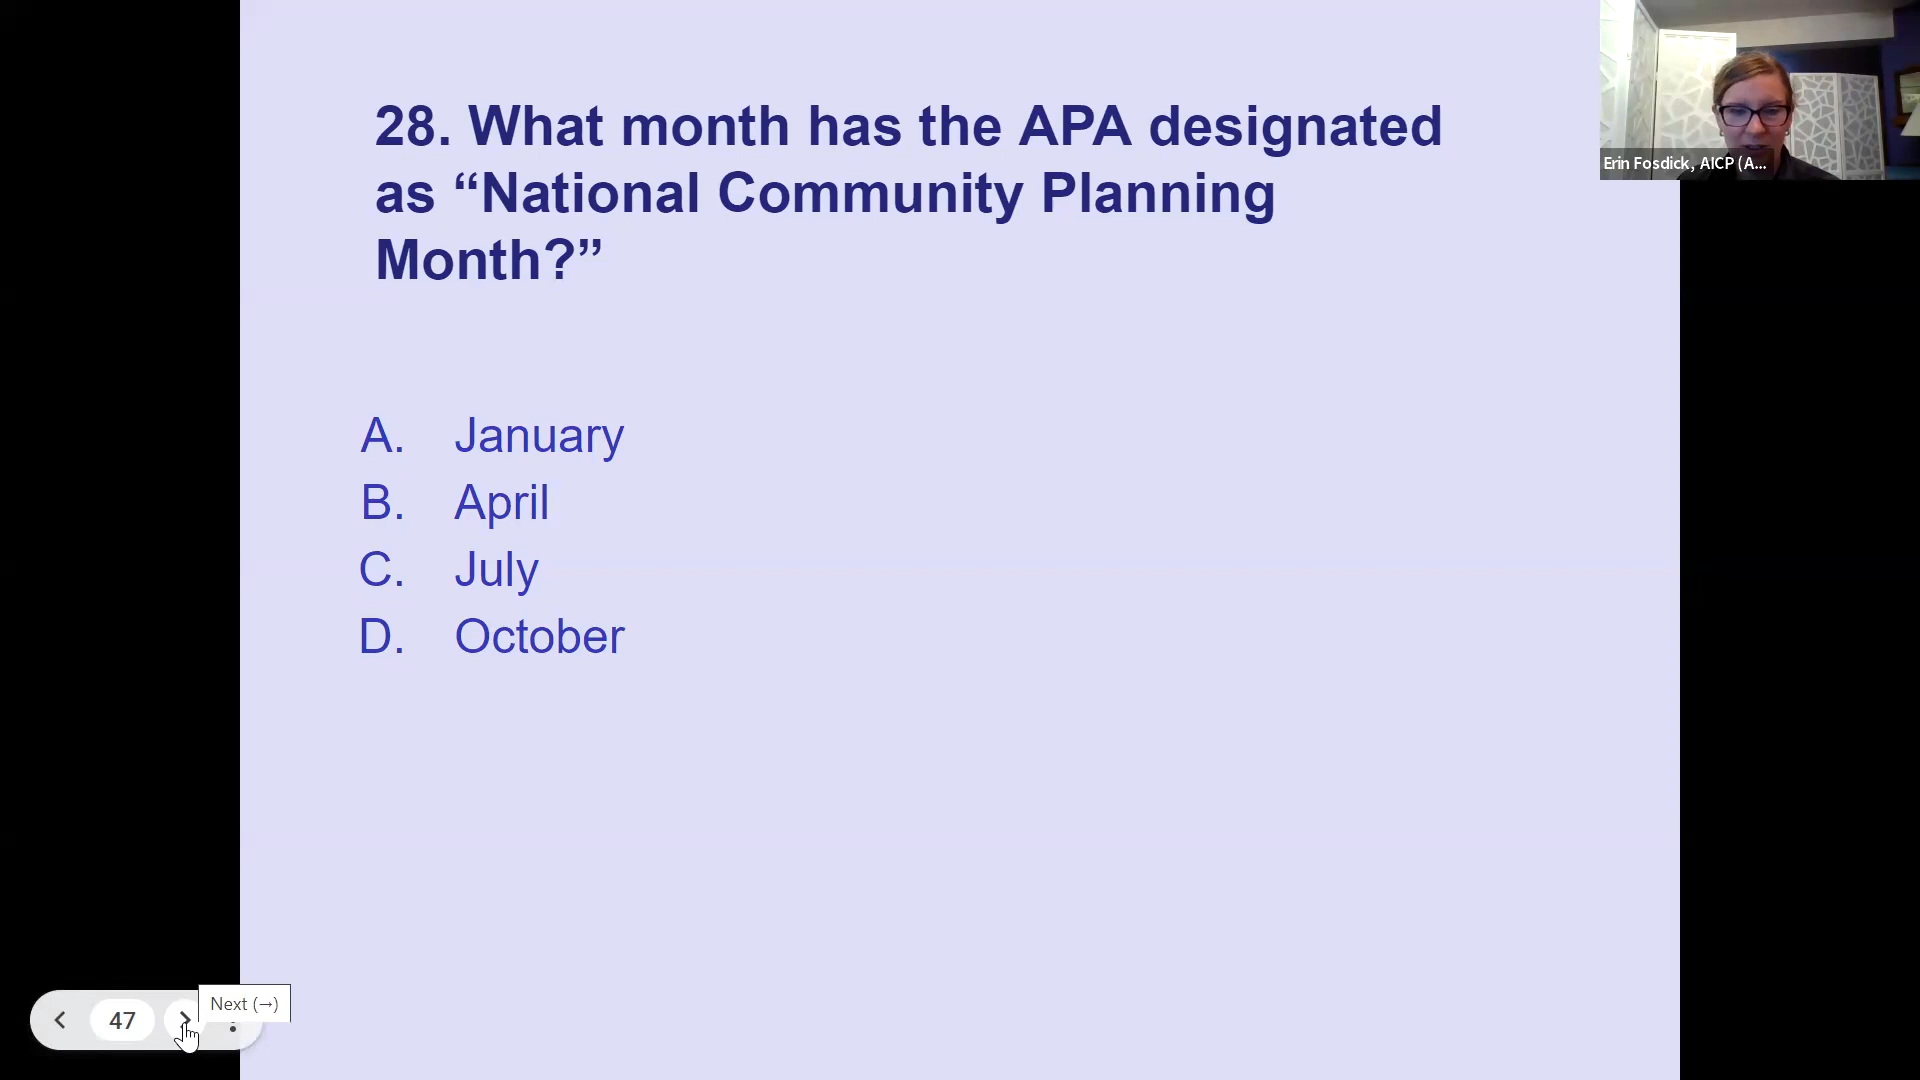 28. What month has the APA designated
as “National Community Planning
Month?”
A. January
B. April
C. July
D. October
Erin Fosdick, AICP (A...
47
Next (→)